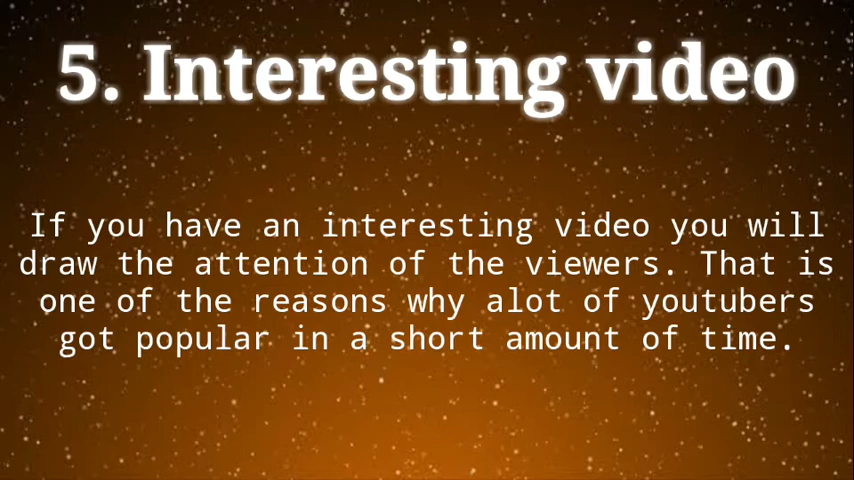 5. Interesting video
If you have an interesting video you will
draw the attention of the viewers. That is
one of the reasons why alot of youtubers
got popular in a short amount of time.